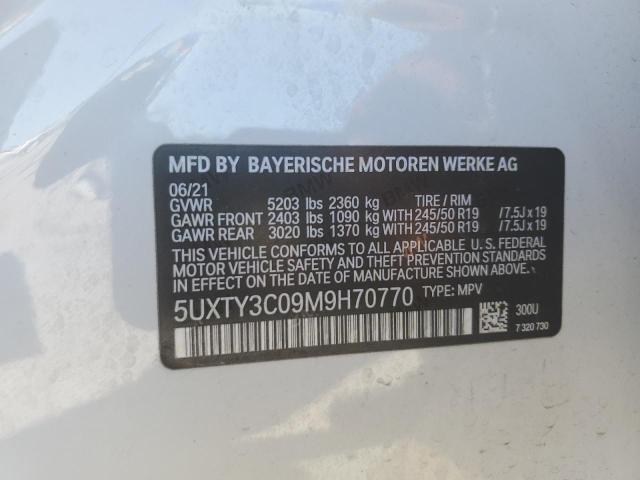 MFD BY BAYERISCHE MOTOREN WERKE AG
06/21
GVWR 5203 lbs 2360 kg TIRE / RIM
GAWR FRONT 2403 lbs 1090 kg WITH 245/50 R19 /7.5J x 19
GAWR REAR 3020 lbs 1370 kg WITH 245/50 R19 /7.5J x 19
THIS VEHICLE CONFORMS TO ALL APPLICABLE U.S. FEDERAL
MOTOR VEHICLE SAFETY AND THEFT PREVENTION STANDARDS
IN EFFECT ON THE DATE OF MANUFACTURE SHOWN ABOVE.
5UXTY3C09M9H70770 TYPE: MPV
300U
7 320 730